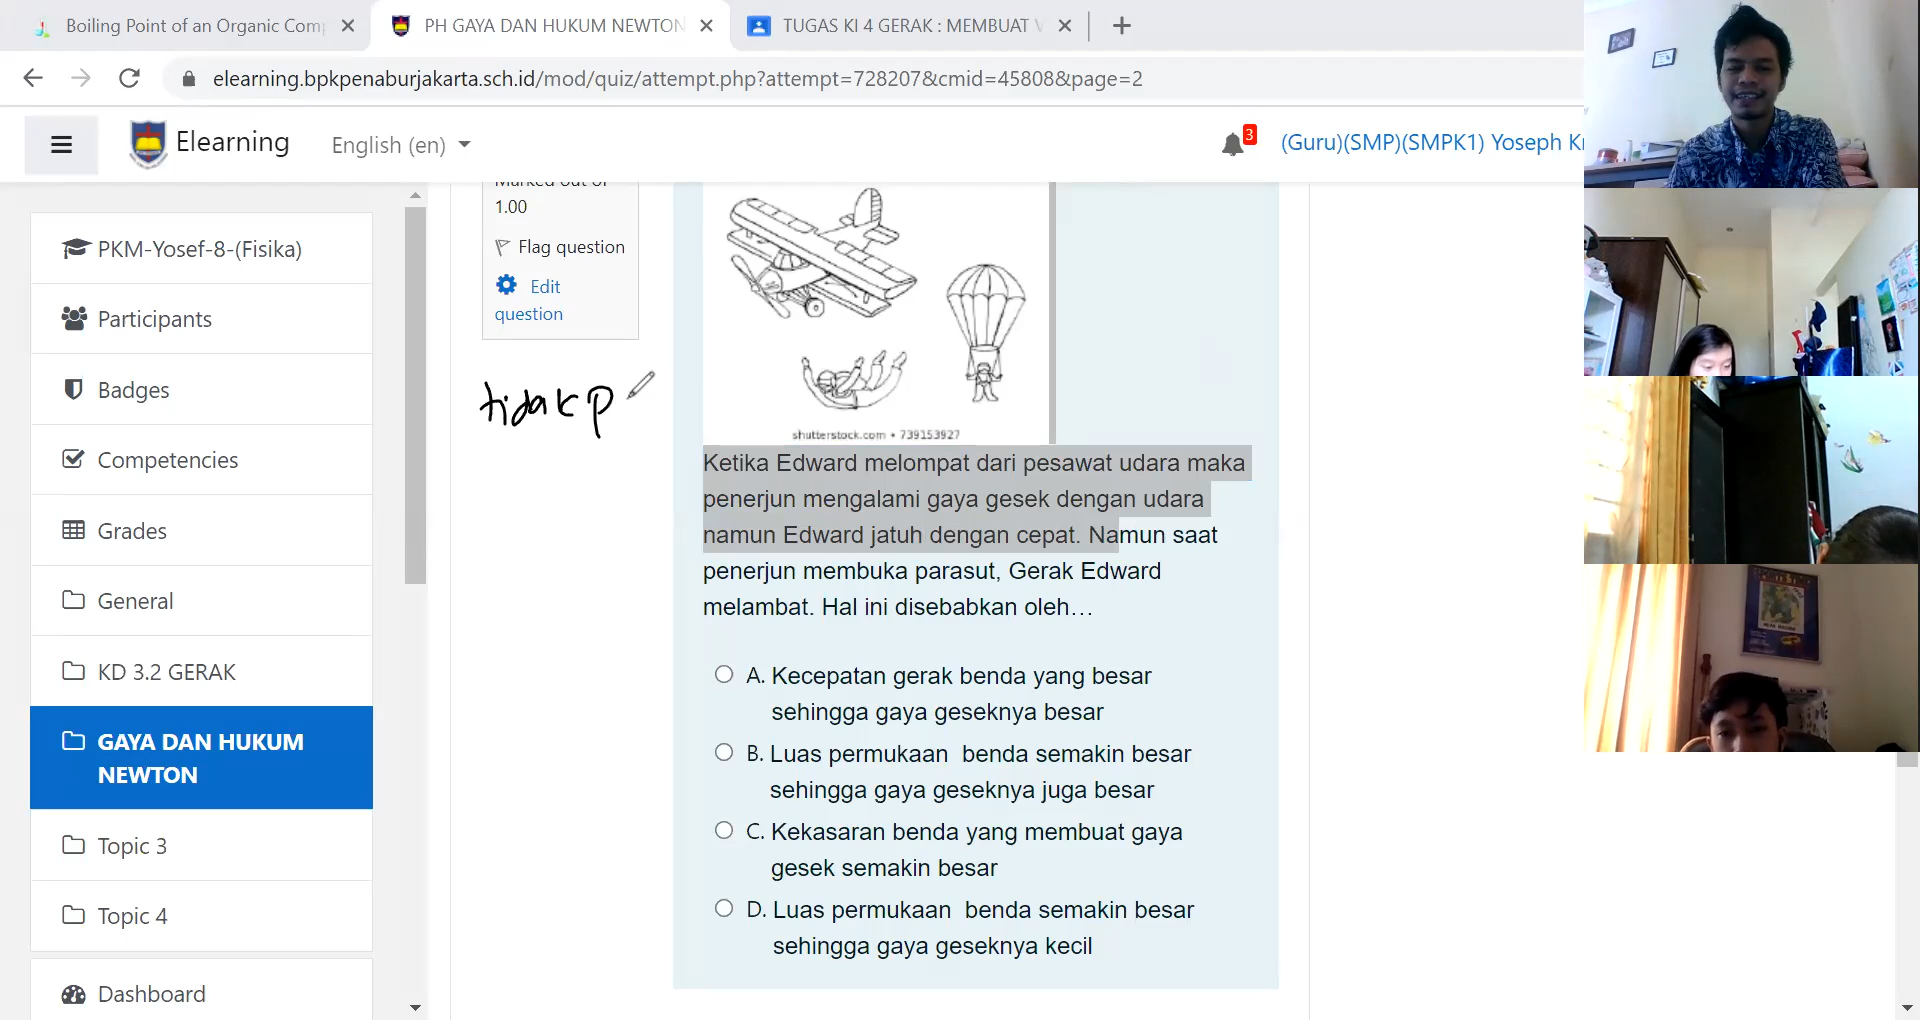 Boiling Point of an Organic Com
PH GAYA DAN HUKUM NEWTON
TUGAS KI 4 GERAK : MEMBUAT V
elearning.bpkpenaburjakarta.sch.id/mod/quiz/attempt.php?attempt=728207&cmid=45808&page=2
Elearning
English (en)
3
(Guru)(SMP)(SMPK1) Yoseph Kr
PKM-Yosef-8-(Fisika)
Participants
Badges
Competencies
Grades
General
KD 3.2 GERAK
GAYA DAN HUKUM
NEWTON
Topic 3
Topic 4
Dashboard
Marked out of
1.00
Flag question
Edit
question
tidak p
shutterstock.com • 739153927
Ketika Edward melompat dari pesawat udara maka
penerjun mengalami gaya gesek dengan udara
namun Edward jatuh dengan cepat. Namun saat
penerjun membuka parasut, Gerak Edward
melambat. Hal ini disebabkan oleh…
A. Kecepatan gerak benda yang besar
sehingga gaya geseknya besar
B. Luas permukaan  benda semakin besar
sehingga gaya geseknya juga besar
C. Kekasaran benda yang membuat gaya
gesek semakin besar
D. Luas permukaan  benda semakin besar
sehingga gaya geseknya kecil